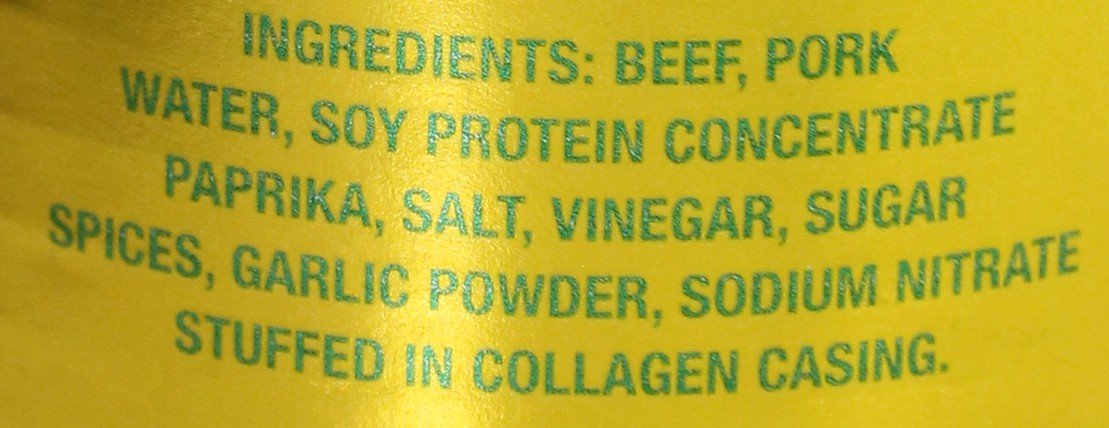 INGREDIENTS: BEEF, PORK
WATER, SOY PROTEIN CONCENTRATE
PAPRIKA, SALT, VINEGAR, SUGAR
SPICES, GARLIC POWDER, SODIUM NITRATE
STUFFED IN COLLAGEN CASING.